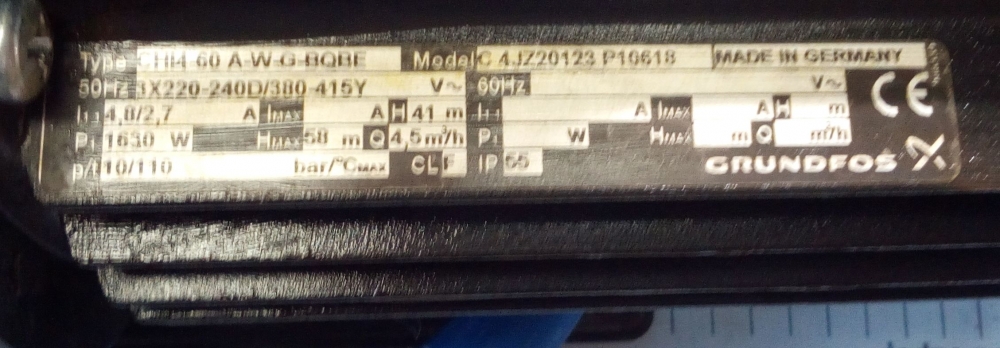 Type CHI4-60 A-W-G-BQBE Model C 4JZ20123 P10618 MADE IN GERMANY
50Hz 3X220-240D/380-415Y V~ 60Hz V~
I1/1 4,8/2,7 A IMAX A H 41 m I1/1 A IMAX A H m
P1 1630 W HMAX 58 m Q 4,5 m³/h P1 W HMAX m Q m³/h
p/t 10/110 bar/°CMAX CL F IP 55 GRUNDFOS
CE